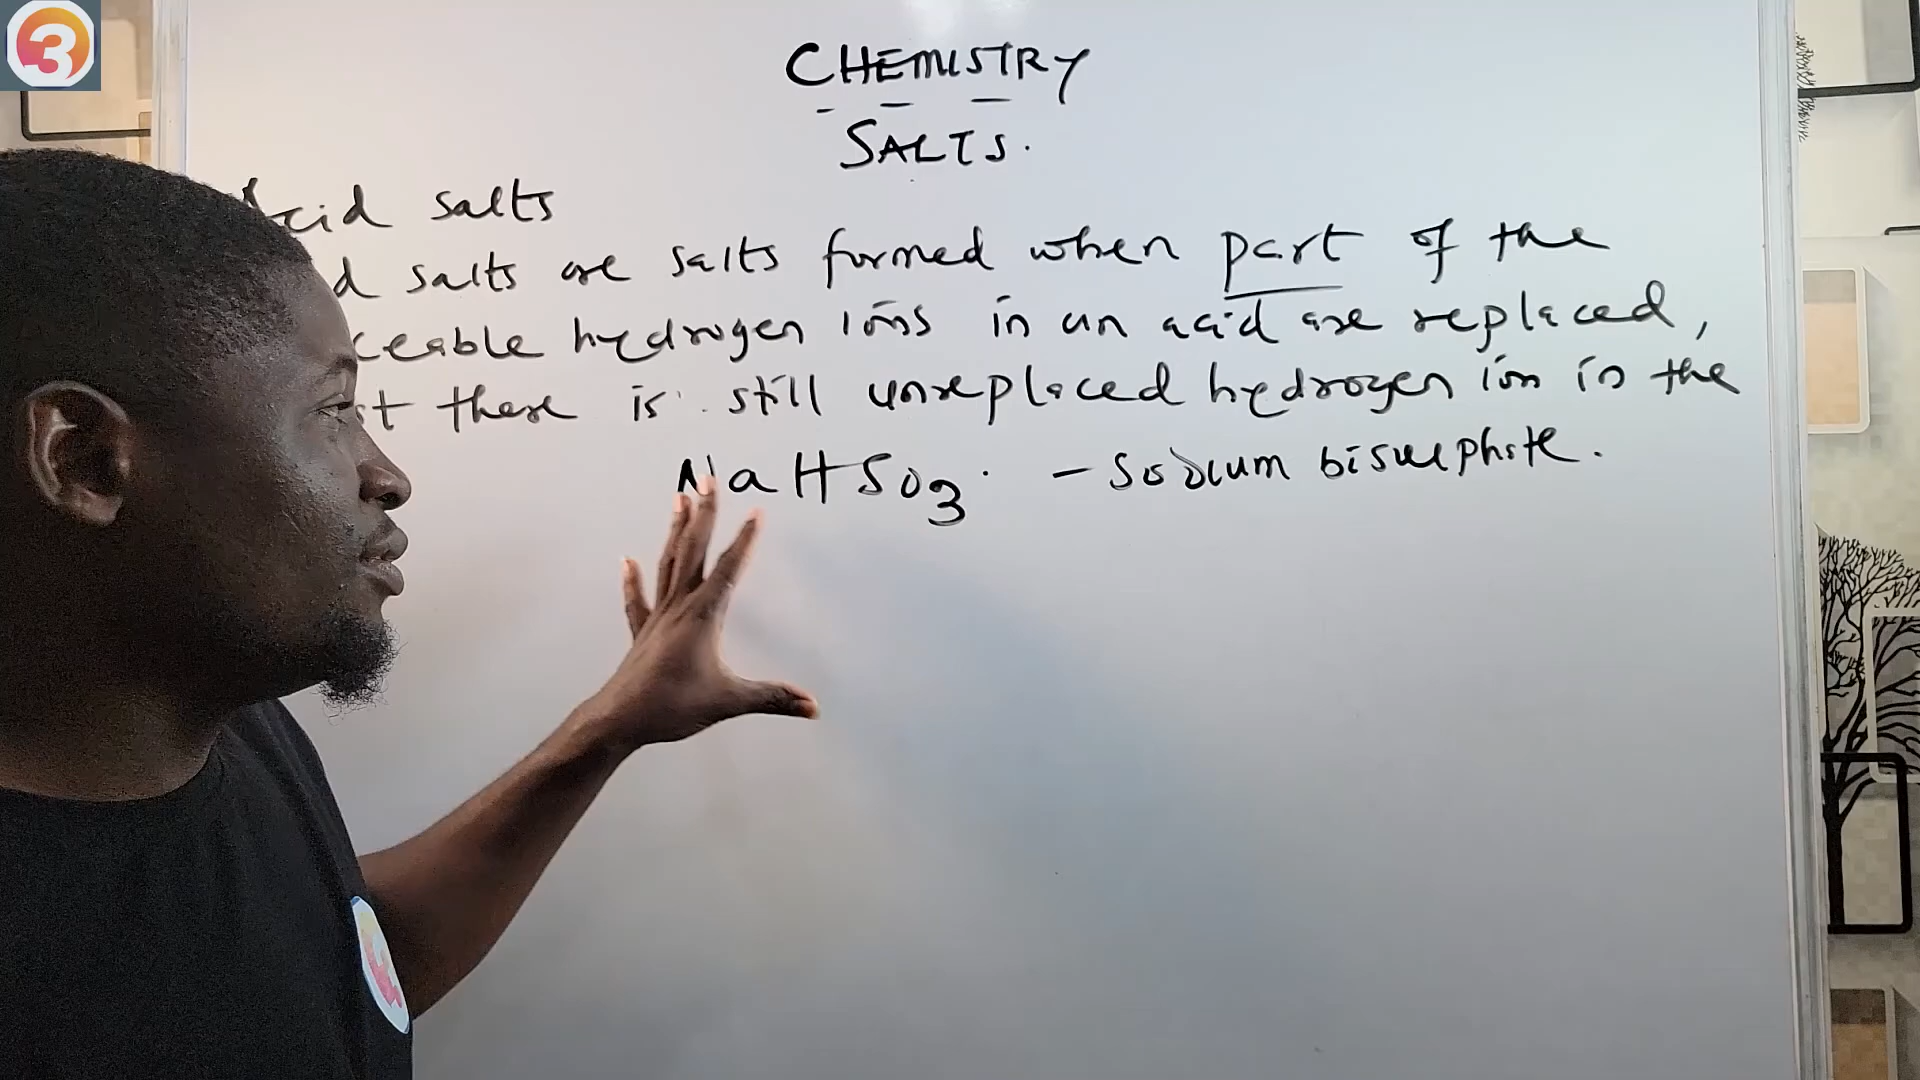 3
CHEMISTRY
SALTS.
Acid salts
d salts are salts formed when part of the
ceable hydrogen ions in an acid are replaced,
t there is still unreplaced hydrogen ion in the
NaHSO3. - Sodium bisulphite.